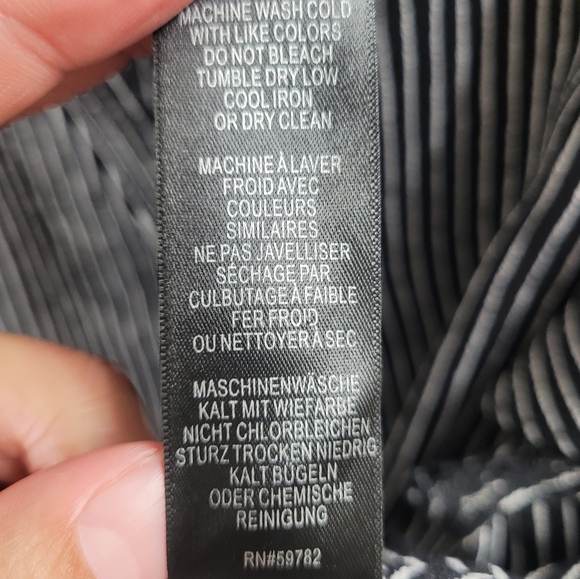 MACHINE WASH COLD
WITH LIKE COLORS
DO NOT BLEACH
TUMBLE DRY LOW
COOL IRON
OR DRY CLEAN
MACHINE À LAVER
FROID AVEC
COULEURS
SIMILAIRES
NE PAS JAVELLISER
SÉCHAGE PAR
CULBUTAGE À FAIBLE
FER FROID
OU NETTOYER À SEC
MASCHINENWÄSCHE
KALT MIT WIEFARBE
NICHT CHLORBLEICHEN
STURZ TROCKEN NIEDRIG
KALT BÜGELN
ODER CHEMISCHE
REINIGUNG
RN#59782